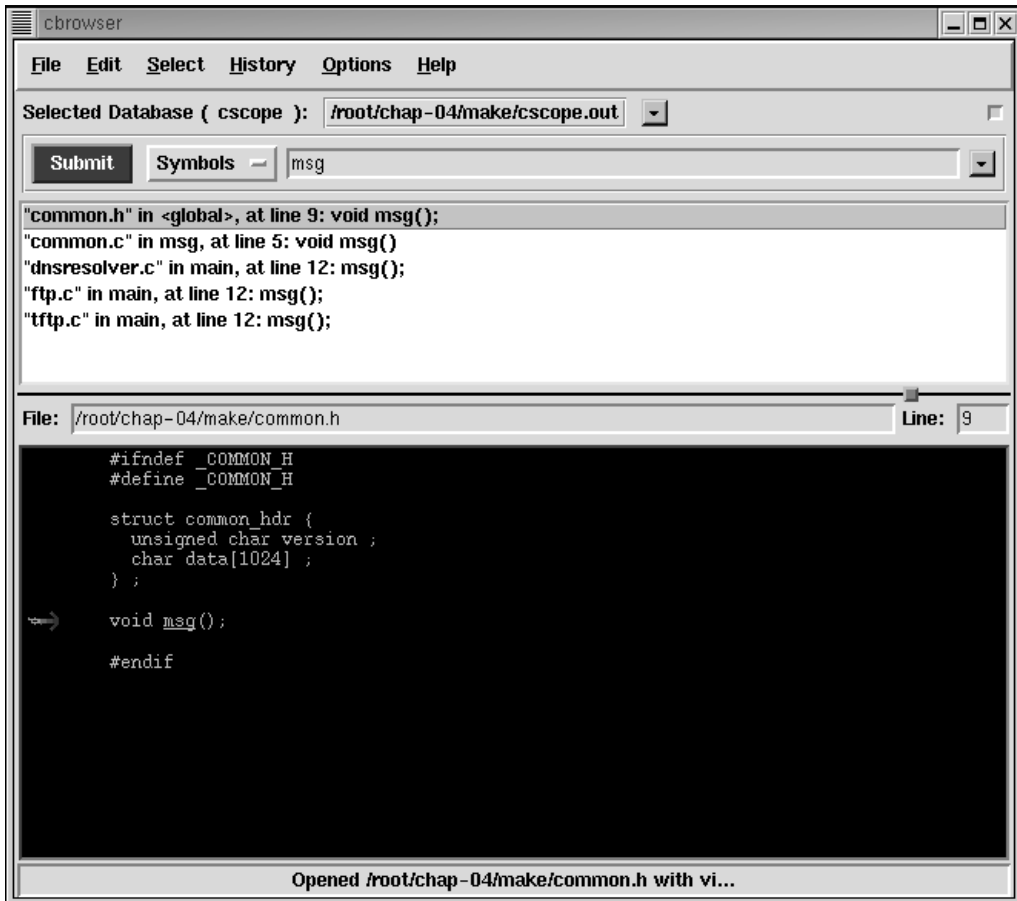 cbrowser
File Edit Select History Options Help
Selected Database ( cscope ): /root/chap-04/make/cscope.out
Submit Symbols msg
"common.h" in <global>, at line 9: void msg();
"common.c" in msg, at line 5: void msg()
"dnsresolver.c" in main, at line 12: msg();
"ftp.c" in main, at line 12: msg();
"tftp.c" in main, at line 12: msg();
File: /root/chap-04/make/common.h Line: 9
#ifndef _COMMON_H
#define _COMMON_H
struct common_hdr {
unsigned char version ;
char data[1024] ;
} ;
void msg();
#endif
Opened /root/chap-04/make/common.h with vi...